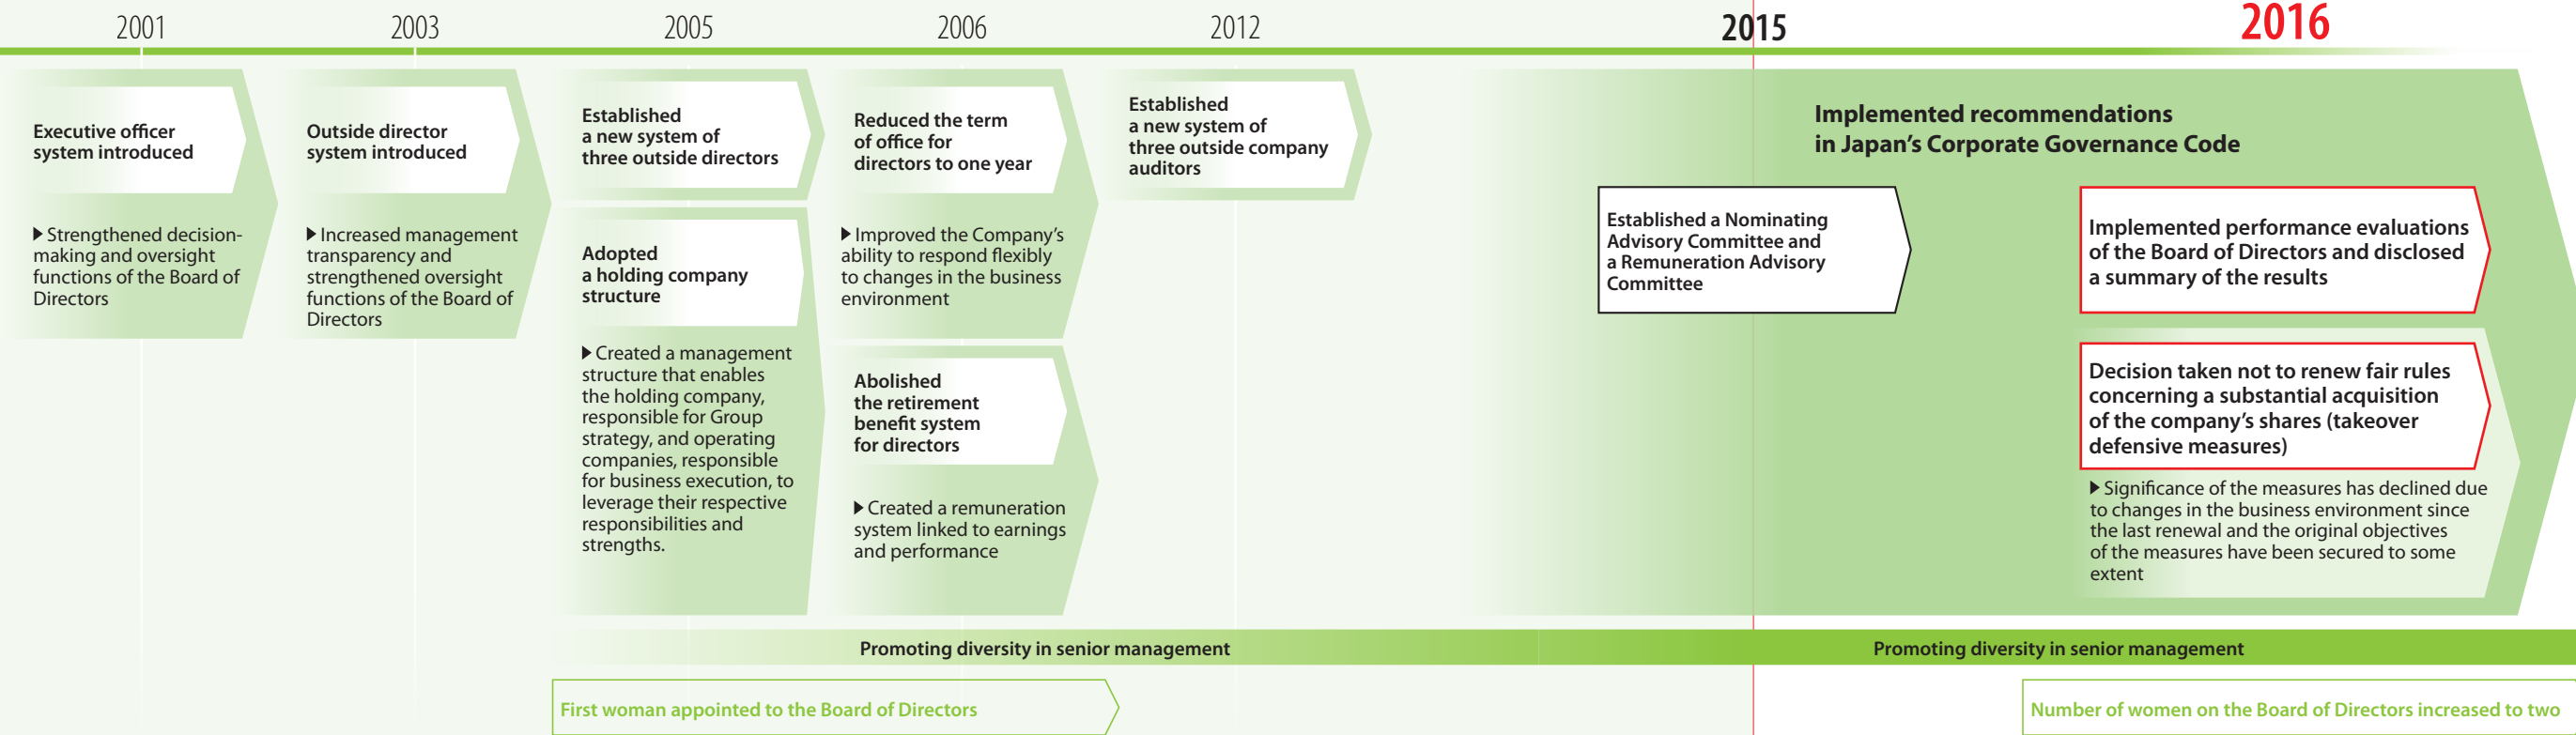 2001
2003
2005
2006
2012
2015
2016
Executive officer
system introduced
▶ Strengthened decision-
making and oversight
functions of the Board of
Directors
Outside director
system introduced
▶ Increased management
transparency and
strengthened oversight
functions of the Board of
Directors
Established
a new system of
three outside directors
Adopted
a holding company
structure
▶ Created a management
structure that enables
the holding company,
responsible for Group
strategy, and operating
companies, responsible
for business execution, to
leverage their respective
responsibilities and
strengths.
Reduced the term
of office for
directors to one year
▶ Improved the Company’s
ability to respond flexibly
to changes in the business
environment
Abolished
the retirement
benefit system
for directors
▶ Created a remuneration
system linked to earnings
and performance
Established
a new system of
three outside company
auditors
Implemented recommendations
in Japan’s Corporate Governance Code
Established a Nominating
Advisory Committee and
a Remuneration Advisory
Committee
Implemented performance evaluations
of the Board of Directors and disclosed
a summary of the results
Decision taken not to renew fair rules
concerning a substantial acquisition
of the company’s shares (takeover
defensive measures)
▶ Significance of the measures has declined due
to changes in the business environment since
the last renewal and the original objectives
of the measures have been secured to some
extent
Promoting diversity in senior management
Promoting diversity in senior management
First woman appointed to the Board of Directors
Number of women on the Board of Directors increased to two